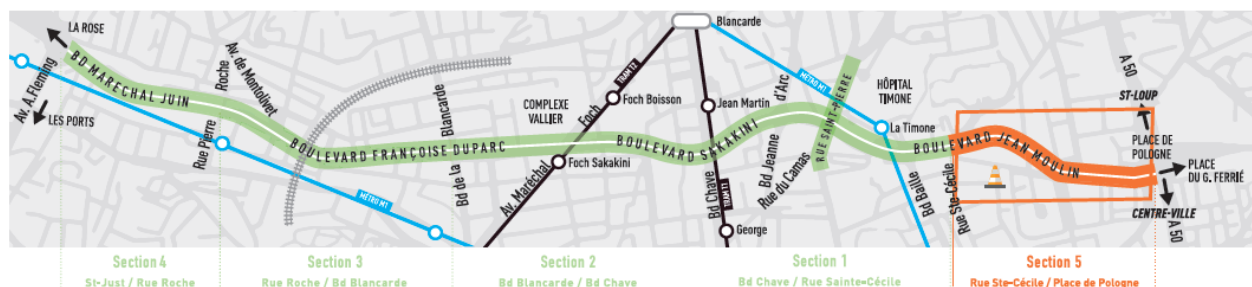 LA ROSE
BD MARÉCHAL JUIN
Av. A.Fleming
LES PORTS
Roche
Rue Pierre
Av. de Montolivet
MÉTRO M1
BOULEVARD FRANÇOISE DUPARC
Blancarde
Bd de la
COMPLEXE
VALLIER
Foch
Av. Maréchal
TRAM T2
Foch Boisson
Foch Sakakini
Blancarde
MÉTRO M1
Jean Martin
BOULEVARD SAKAKINI
Bd Chave
TRAM T1
George
d'Arc
Bd Jeanne
Rue du Camas
RUE SAINT-PIERRE
HÔPITAL
TIMONE
La Timone
Bd Baille
Rue Ste-Cécile
BOULEVARD JEAN MOULIN
A 50
ST-LOUP
PLACE DE
POLOGNE
PLACE
DU G. FERRIÉ
CENTRE-VILLE
A 50
Section 4
St-Just / Rue Roche
Section 3
Rue Roche / Bd Blancarde
Section 2
Bd Blancarde / Bd Chave
Section 1
Bd Chave / Rue Sainte-Cécile
Section 5
Rue Ste-Cécile / Place de Pologne